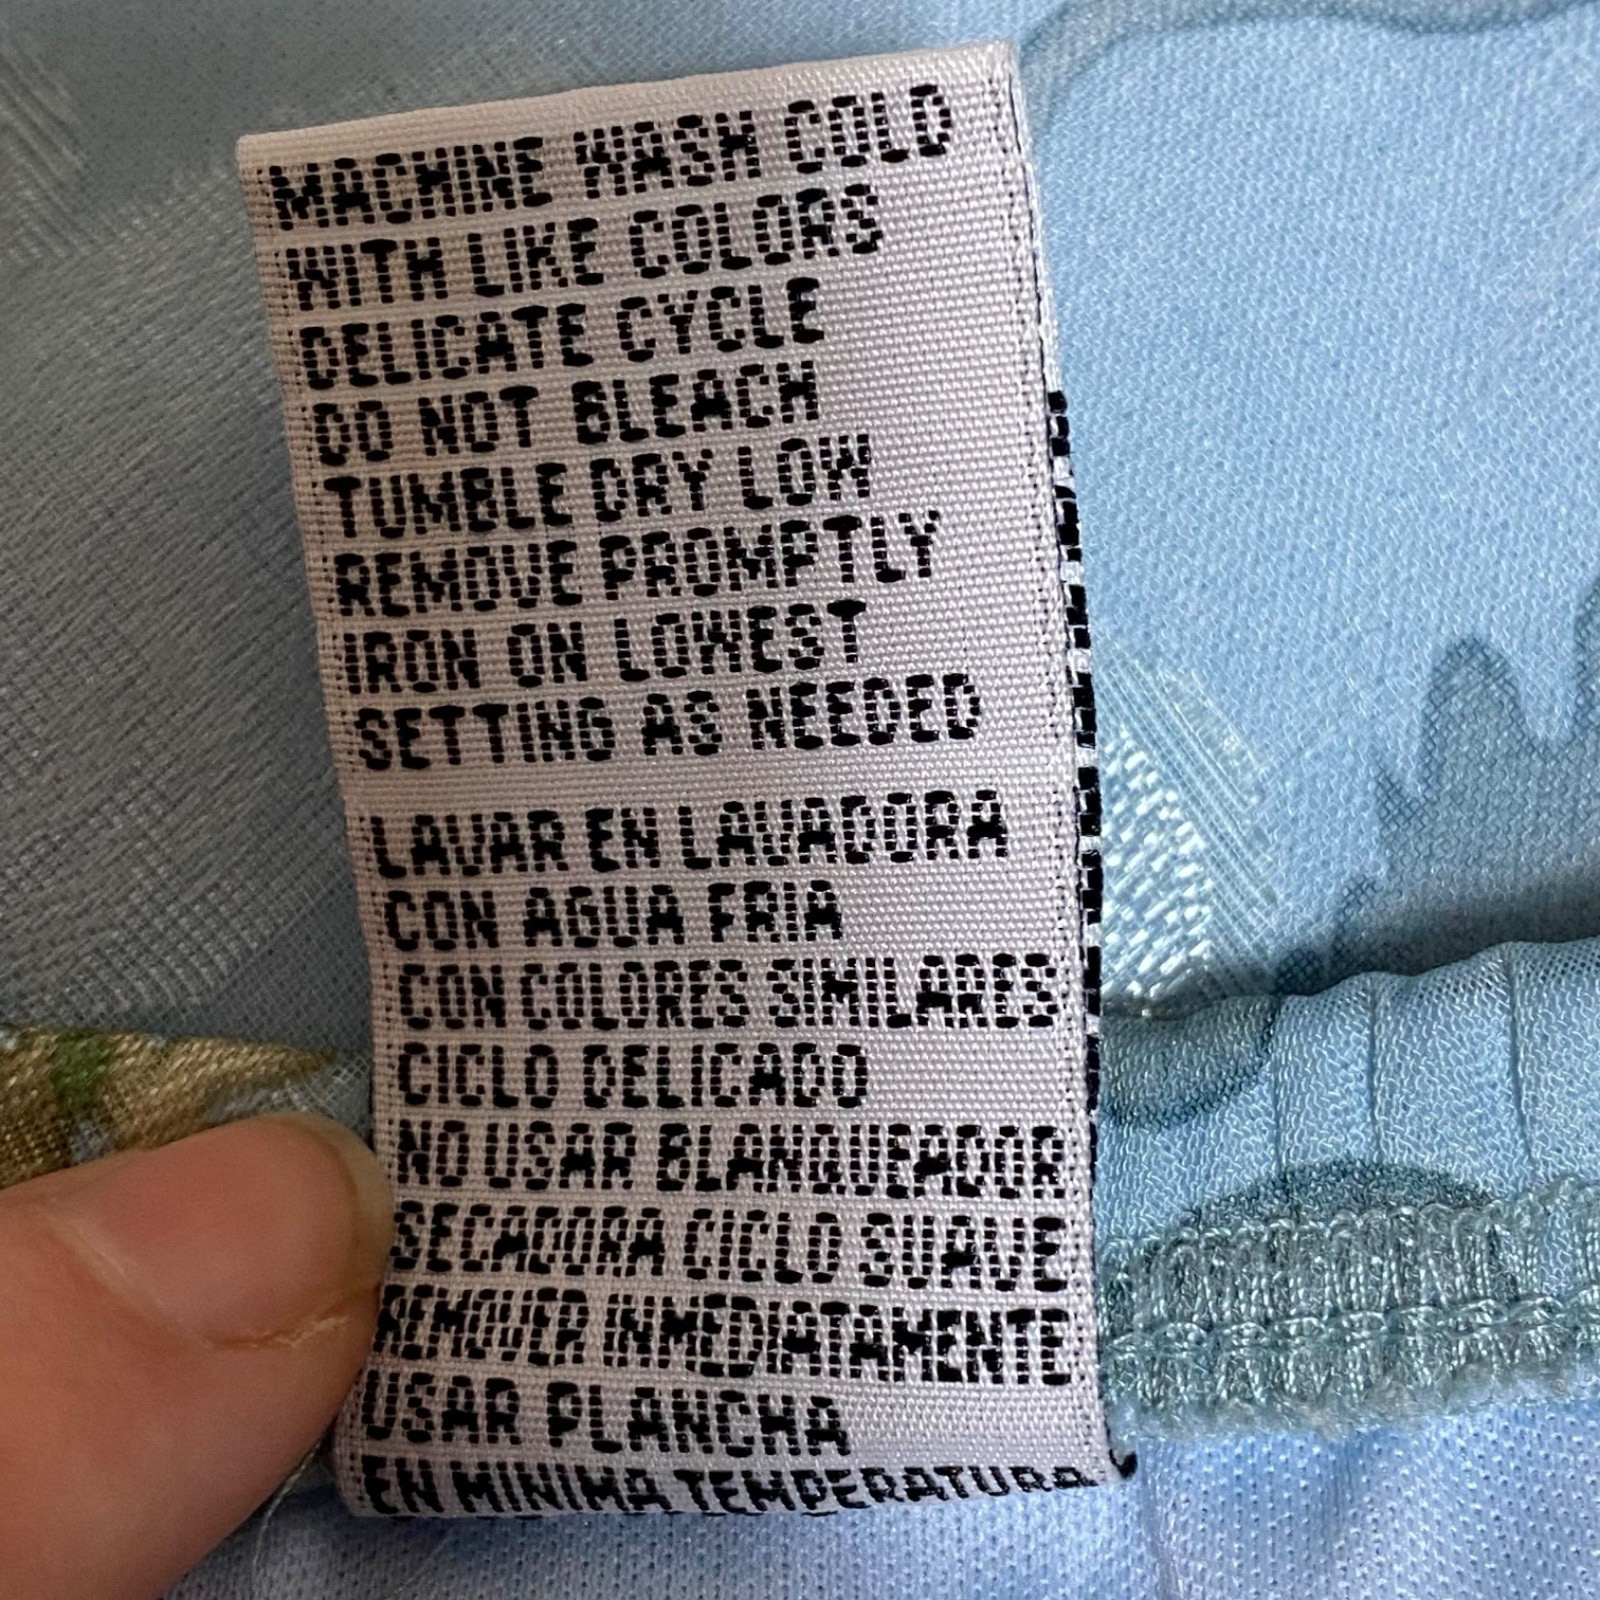 MACHINE WASH COLD
WITH LIKE COLORS
DELICATE CYCLE
DO NOT BLEACH
TUMBLE DRY LOW
REMOVE PROMPTLY
IRON ON LOWEST
SETTING AS NEEDED
LAVAR EN LAVADORA
CON AGUA FRIA
CON COLORES SIMILARES
CICLO DELICADO
NO USAR BLANQUEADOR
SECADORA CICLO SUAVE
REMOVER INMEDIATAMENTE
USAR PLANCHA
EN MINIMA TEMPERATURA